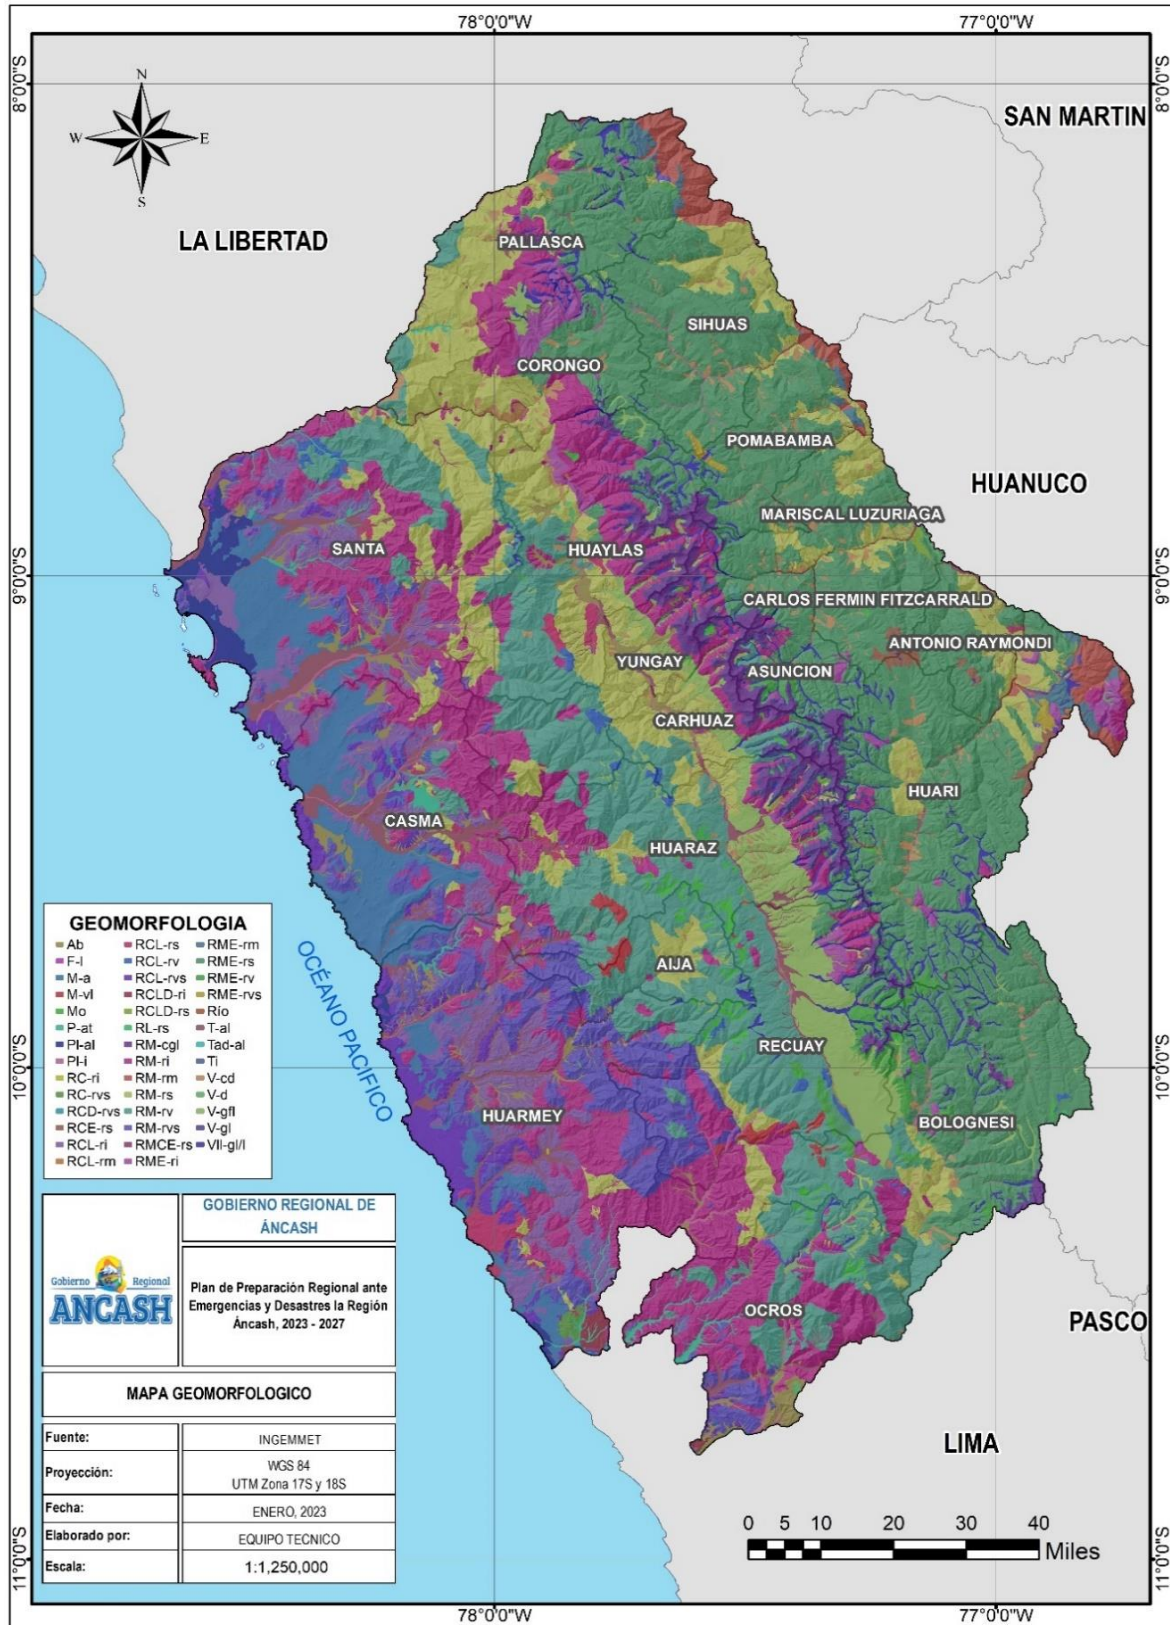 78°0'0"W
77°0'0"W
8°0'0"S
8°0'0"S
N
W
E
S
SAN MARTIN
LA LIBERTAD
PALLASCA
SIHUAS
CORONGO
POMABAMBA
HUANUCO
MARISCAL LUZURIAGA
SANTA
HUAYLAS
9°0'0"S
9°0'0"S
CARLOS FERMIN FITZCARRALD
ANTONIO RAYMONDI
YUNGAY
ASUNCION
CARHUAZ
HUARI
CASMA
HUARAZ
AIJA
OCÉANO PACIFICO
RECUAY
10°0'0"S
10°0'0"S
HUARMEY
BOLOGNESI
OCROS
PASCO
LIMA
GEOMORFOLOGIA
Ab
F-l
M-a
M-vl
Mo
P-at
Pl-al
Pl-i
RC-ri
RC-rvs
RCD-rvs
RCE-rs
RCL-ri
RCL-rm
RCL-rs
RCL-rv
RCL-rvs
RCLD-ri
RCLD-rs
RL-rs
RM-cgl
RM-ri
RM-rm
RM-rs
RM-rv
RM-rvs
RMCE-rs
RME-ri
RME-rm
RME-rs
RME-rv
RME-rvs
Río
T-al
Tad-al
Ti
V-cd
V-d
V-gfl
V-gl
Vll-gl/l
Gobierno Regional
ANCASH
GOBIERNO REGIONAL DE
ÁNCASH
Plan de Preparación Regional ante
Emergencias y Desastres la Región
Áncash, 2023 - 2027
MAPA GEOMORFOLOGICO
Fuente: INGEMMET
Proyección: WGS 84
UTM Zona 17S y 18S
Fecha: ENERO, 2023
Elaborado por: EQUIPO TECNICO
Escala: 1:1,250,000
0 5 10 20 30 40
Miles
11°0'0"S
11°0'0"S
78°0'0"W
77°0'0"W